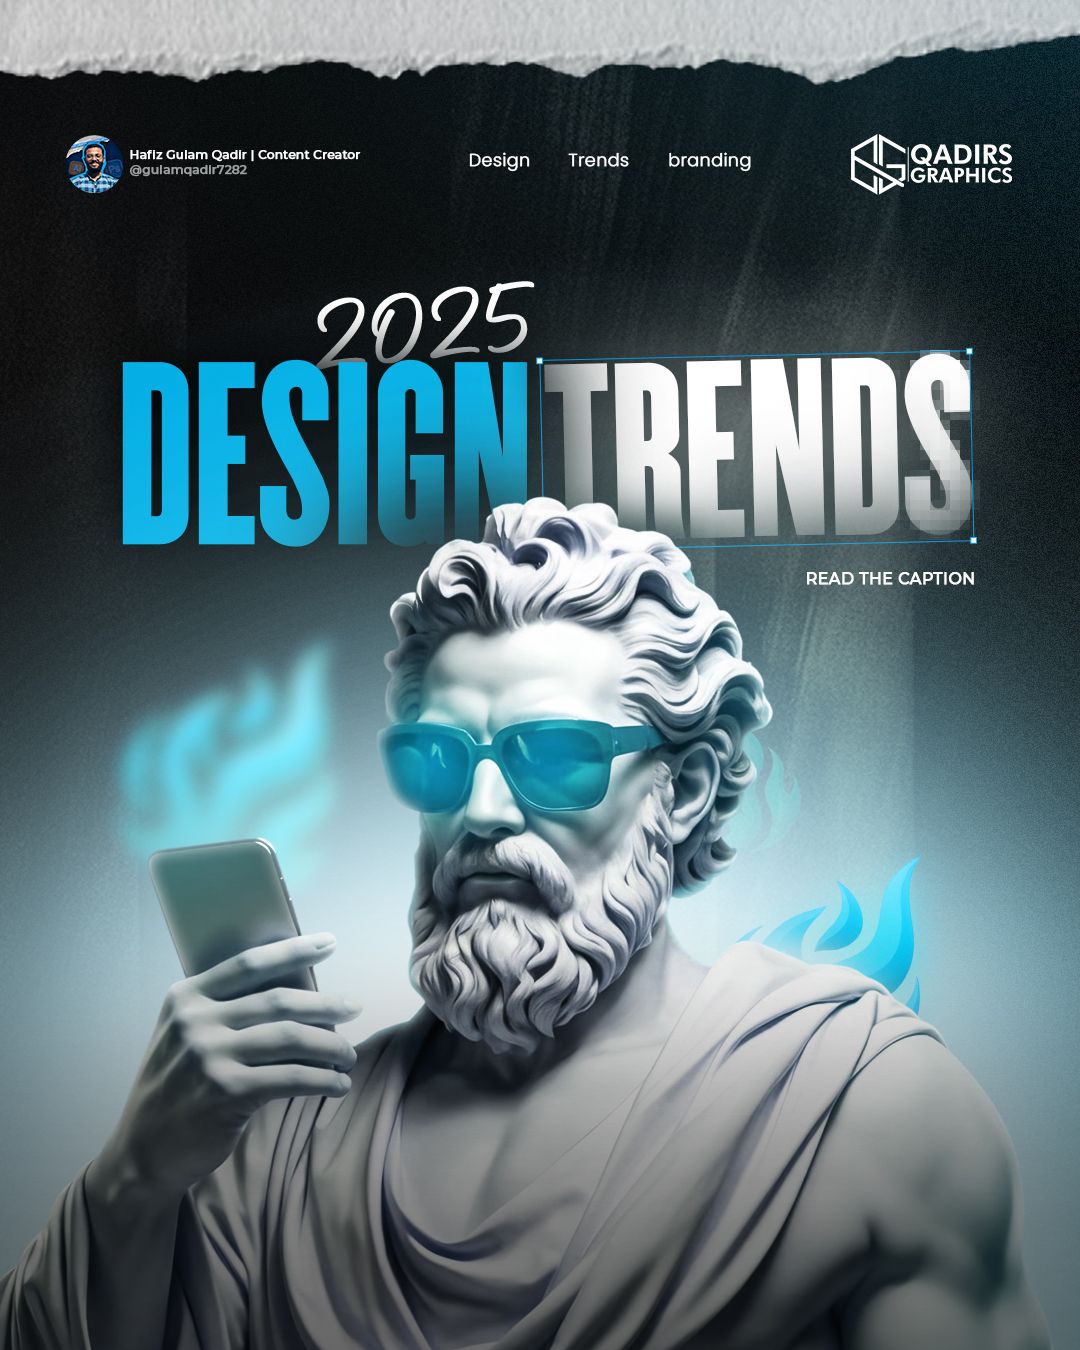 Hafiz Gulam Qadir | Content Creator
@gulamqadir7282
Design Trends branding
QADIRS
GRAPHICS
2025
DESIGN TRENDS
READ THE CAPTION